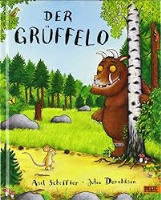 DER
GRÜFFELO
Axel Scheffler · Julia Donaldson